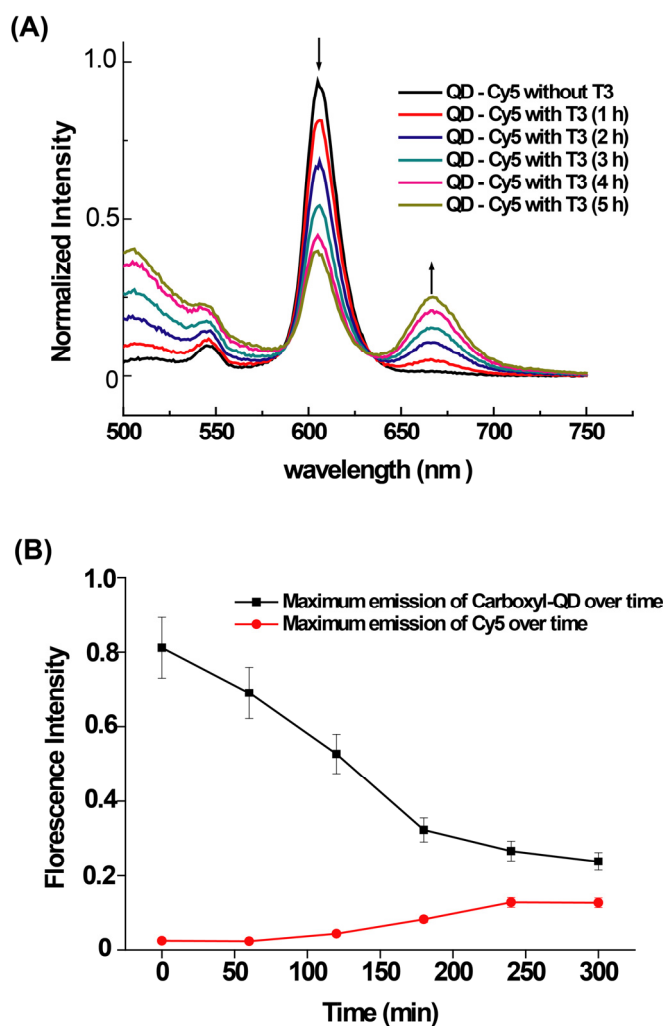 (A)
1.0
0.5
0
Normalized Intensity
QD - Cy5 without T3
QD - Cy5 with T3 (1 h)
QD - Cy5 with T3 (2 h)
QD - Cy5 with T3 (3 h)
QD - Cy5 with T3 (4 h)
QD - Cy5 with T3 (5 h)
500 550 600 650 700 750
wavelength (nm )
(B)
1.0
0.8
0.6
0.4
0.2
0
Florescence Intensity
Maximum emission of Carboxyl-QD over time
Maximum emission of Cy5 over time
0 50 100 150 200 250 300
Time (min)